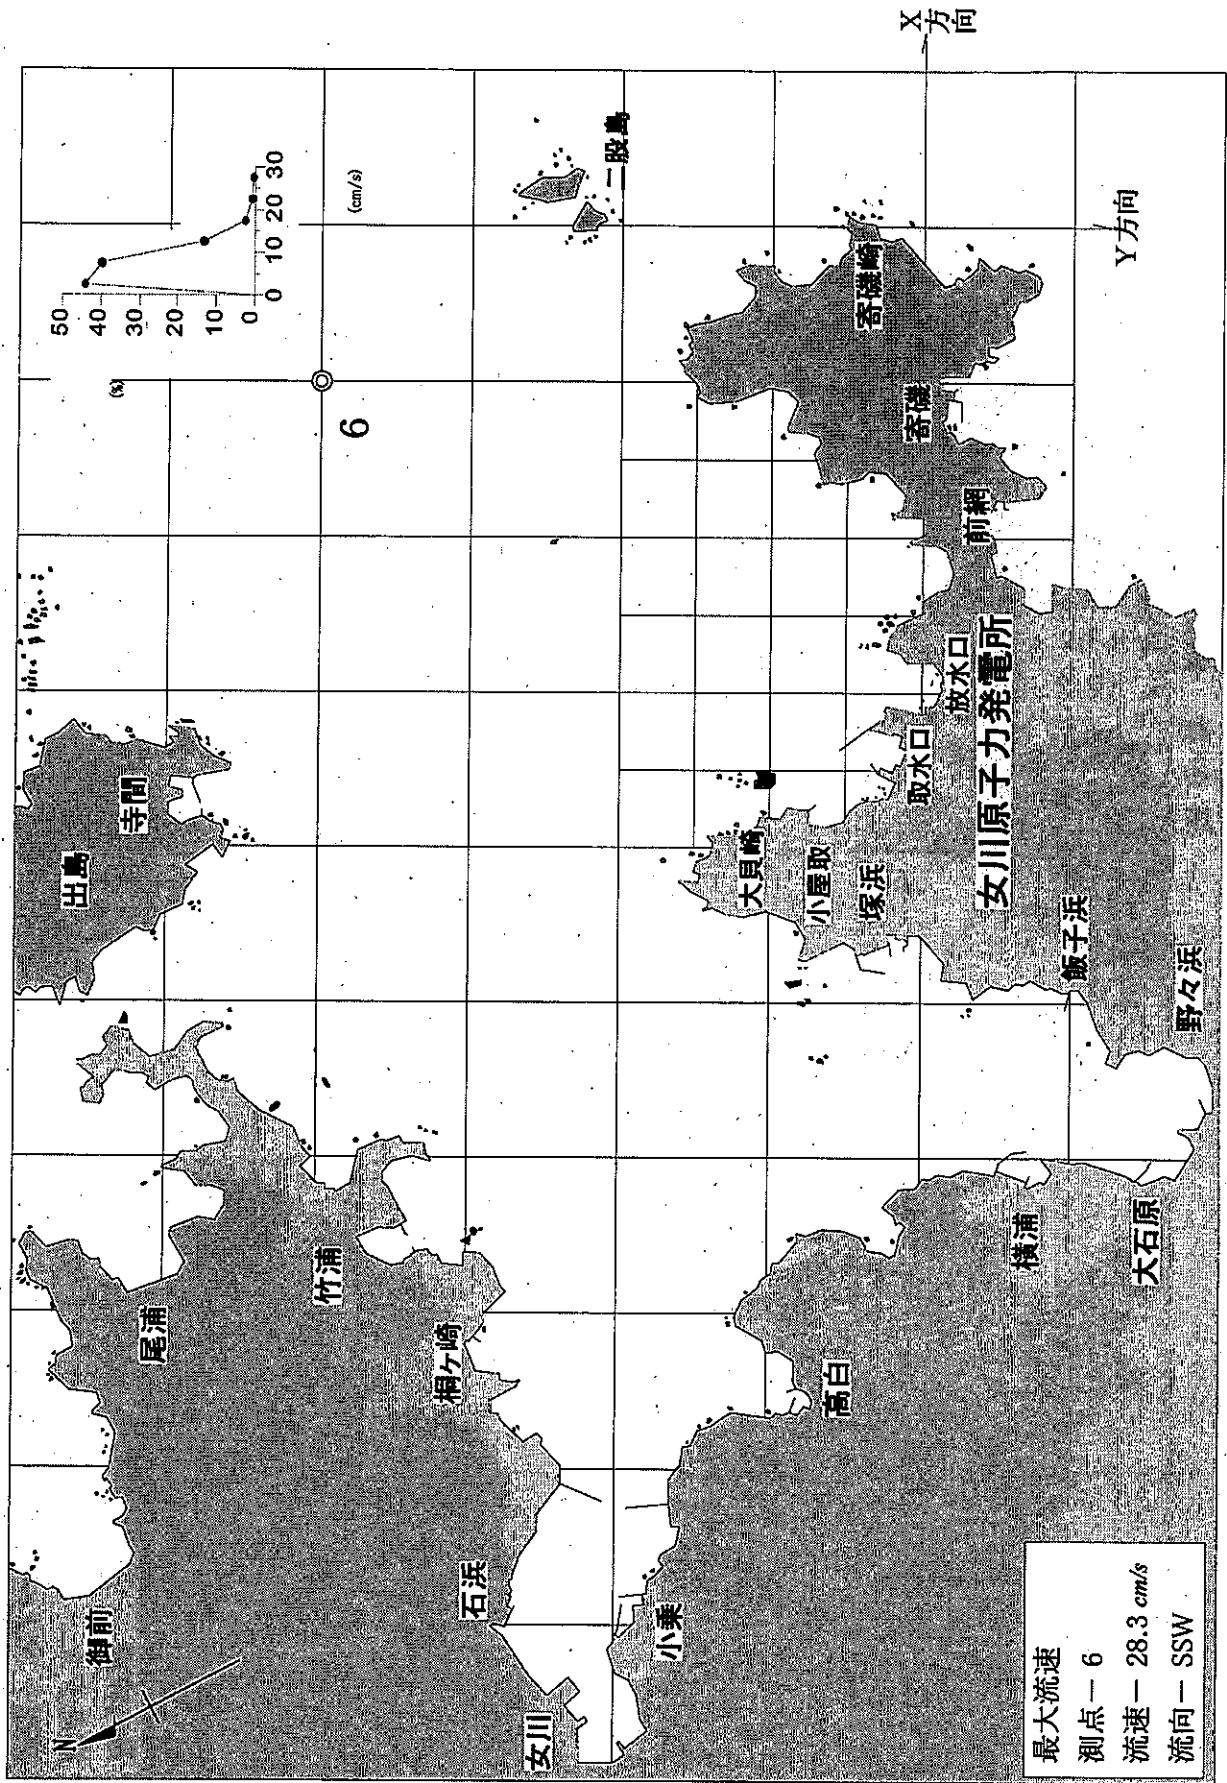 N
御前
尾浦
出島
寺間
竹浦
桐ヶ崎
石浜
女川
小乗
高白
横浦
大石原
野々浜
飯子浜
塚浜
小屋取
大貝崎
取水口
放水口
女川原子力発電所
前網
寄磯
寄磯崎
二股島
6
(%)
50
40
30
20
10
0
0
10
20
30
(cm/s)
X方向
Y方向
最大流速
測点－6
流速－28.3 cm/s
流向－SSW